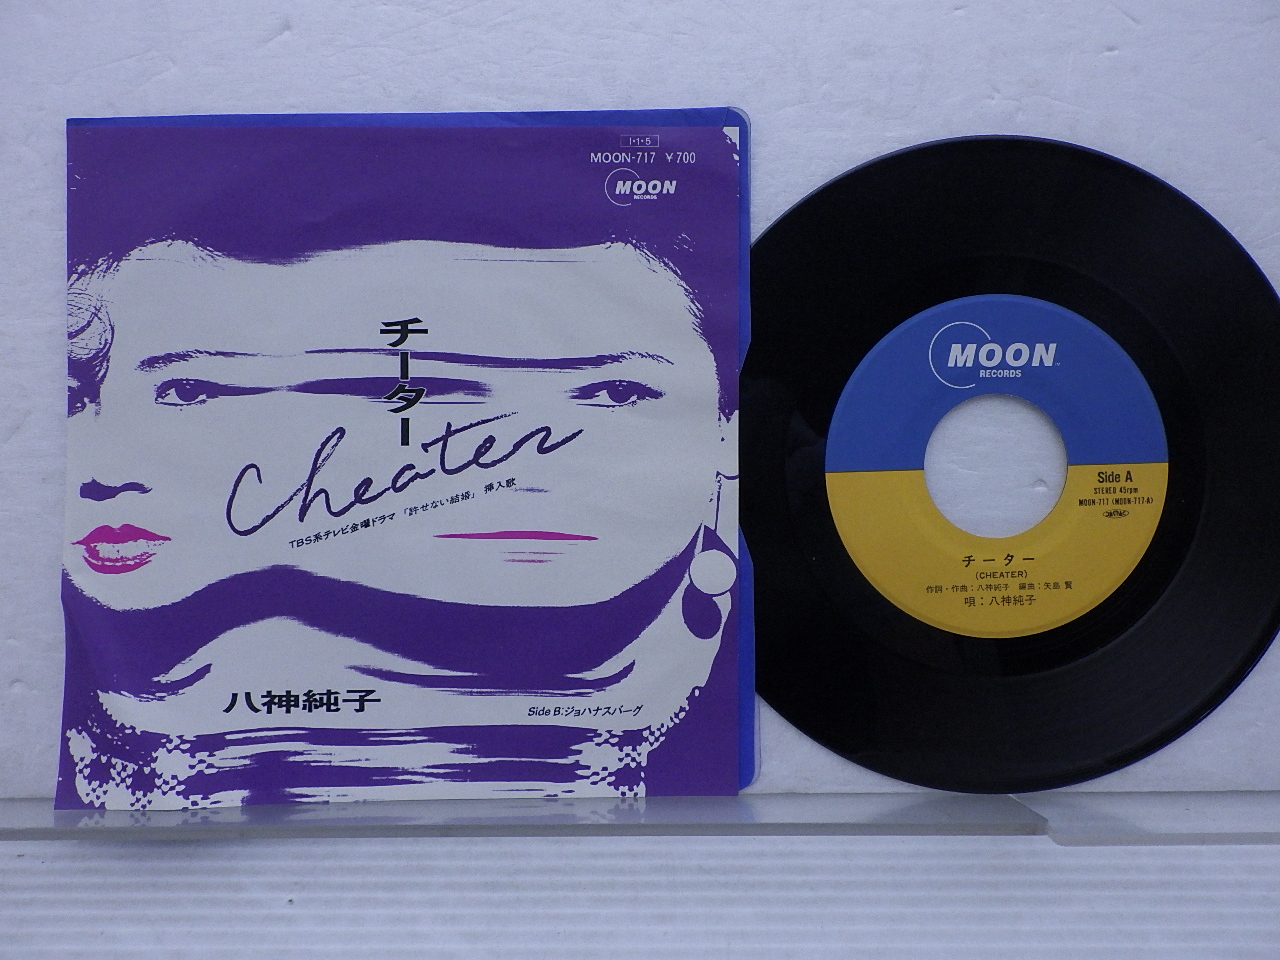 1・1・5
MOON-717 ¥700
MOON
RECORDS
チーター
Cheater
TBS系テレビ金曜ドラマ「許せない結婚」挿入歌
八神純子
Side B:ジョハナスバーグ
MOON
RECORDS
Side A
STEREO 45rpm
MOON-717 (MOON-717-A)
チーター
(CHEATER)
作詞・作曲:八神純子 編曲:矢島 賢
唄:八神純子